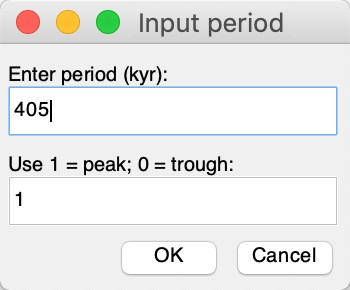 Input period
Enter period (kyr):
405
Use 1 = peak; 0 = trough:
1
OK Cancel